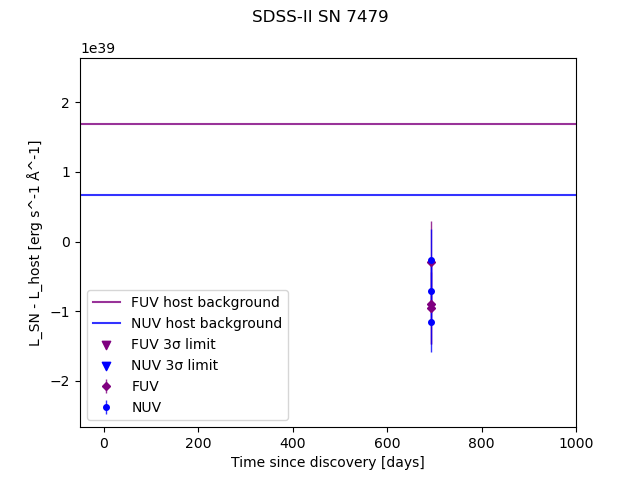 SDSS-II SN 7479
1e39
2
1
0
−1
−2
L_SN - L_host [erg s^-1 Å^-1]
FUV host background
NUV host background
FUV 3σ limit
NUV 3σ limit
FUV
NUV
0 200 400 600 800 1000
Time since discovery [days]